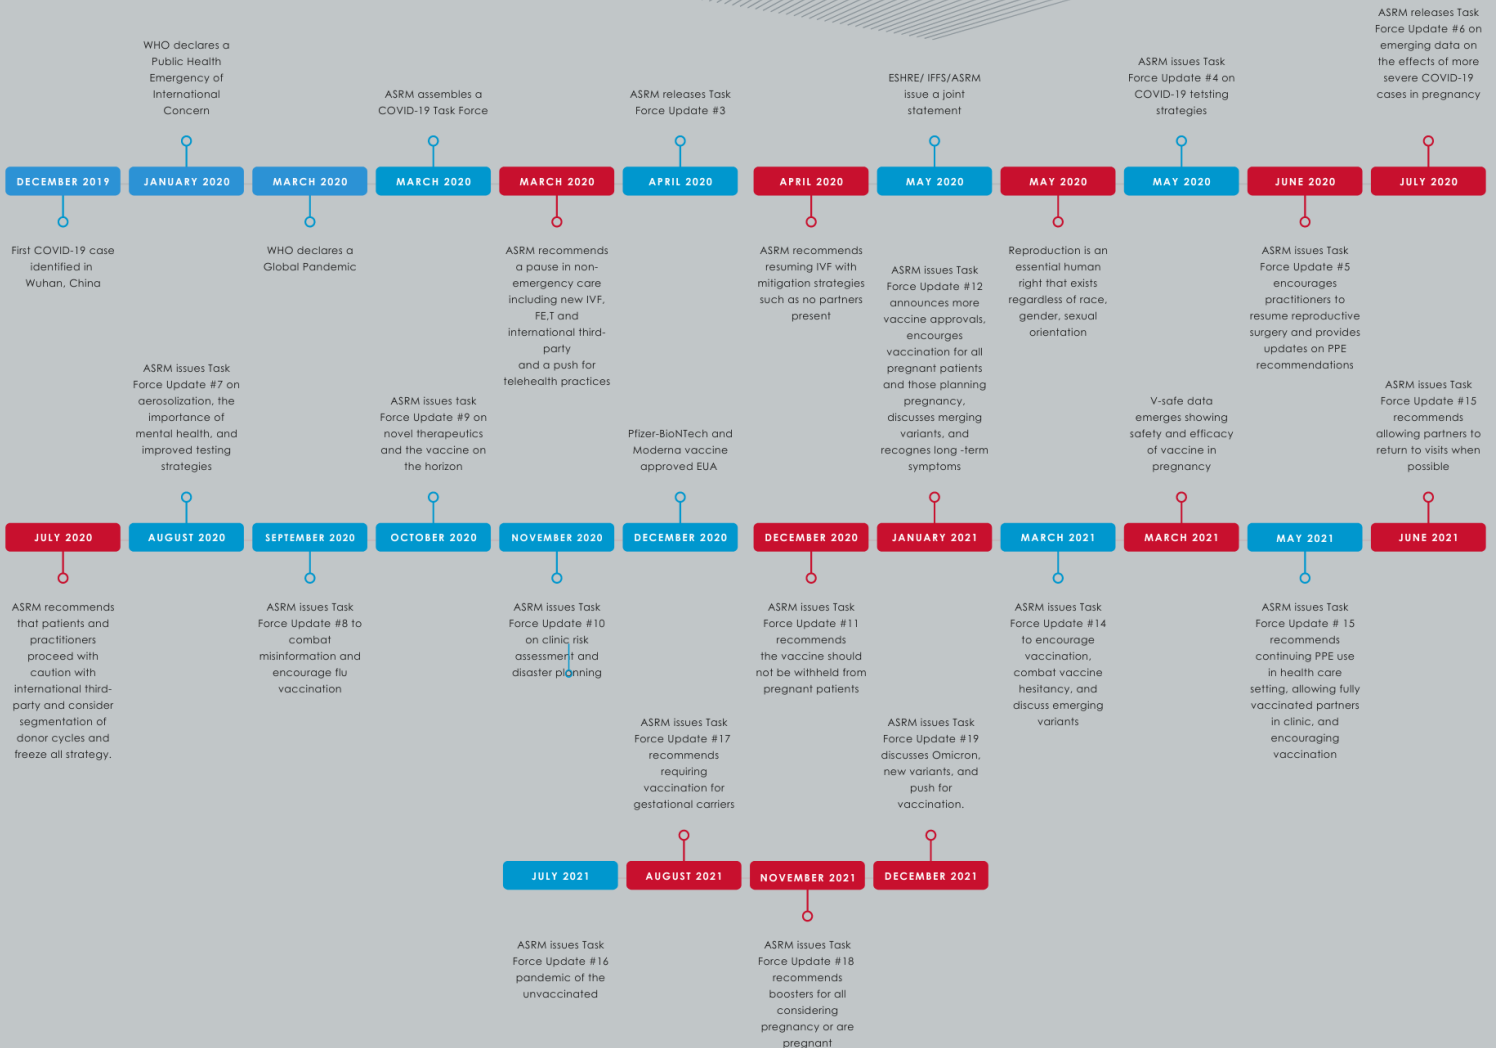 WHO declares a
Public Health
Emergency of
International
Concern
ASRM assembles a
COVID-19 Task Force
ASRM releases Task
Force Update #3
ESHRE/ IFFS/ASRM
issue a joint
statement
ASRM issues Task
Force Update #4 on
COVID-19 tetsting
strategies
ASRM releases Task
Force Update #6 on
emerging data on
the effects of more
severe COVID-19
cases in pregnancy
DECEMBER 2019
JANUARY 2020
MARCH 2020
MARCH 2020
MARCH 2020
APRIL 2020
APRIL 2020
MAY 2020
MAY 2020
MAY 2020
JUNE 2020
JULY 2020
First COVID-19 case
identified in
Wuhan, China
WHO declares a
Global Pandemic
ASRM recommends
a pause in non-
emergency care
including new IVF,
FE,T and
international third-
party
and a push for
telehealth practices
ASRM recommends
resuming IVF with
mitigation strategies
such as no partners
present
Reproduction is an
essential human
right that exists
regardless of race,
gender, sexual
orientation
ASRM issues Task
Force Update #5
encourages
practitioners to
resume reproductive
surgery and provides
updates on PPE
recommendations
ASRM issues Task
Force Update #7 on
aerosolization, the
importance of
mental health, and
improved testing
strategies
ASRM issues task
Force Update #9 on
novel therapeutics
and the vaccine on
the horizon
Pfizer-BioNTech and
Moderna vaccine
approved EUA
ASRM issues Task
Force Update #12
announces more
vaccine approvals,
encourges
vaccination for all
pregnant patients
and those planning
pregnancy,
discusses merging
variants, and
recognes long -term
symptoms
V-safe data
emerges showing
safety and efficacy
of vaccine in
pregnancy
ASRM issues Task
Force Update #15
recommends
allowing partners to
return to visits when
possible
JULY 2020
AUGUST 2020
SEPTEMBER 2020
OCTOBER 2020
NOVEMBER 2020
DECEMBER 2020
DECEMBER 2020
JANUARY 2021
MARCH 2021
MARCH 2021
MAY 2021
JUNE 2021
ASRM recommends
that patients and
practitioners
proceed with
caution with
international third-
party and consider
segmentation of
donor cycles and
freeze all strategy.
ASRM issues Task
Force Update #8 to
combat
misinformation and
encourage flu
vaccination
ASRM issues Task
Force Update #10
on clinic risk
assessment and
disaster planning
ASRM issues Task
Force Update #11
recommends
the vaccine should
not be withheld from
pregnant patients
ASRM issues Task
Force Update #14
to encourage
vaccination,
combat vaccine
hesitancy, and
discuss emerging
variants
ASRM issues Task
Force Update # 15
recommends
continuing PPE use
in health care
setting, allowing fully
vaccinated partners
in clinic, and
encouraging
vaccination
ASRM issues Task
Force Update #17
recommends
requiring
vaccination for
gestational carriers
ASRM issues Task
Force Update #19
discusses Omicron,
new variants, and
push for
vaccination.
JULY 2021
AUGUST 2021
NOVEMBER 2021
DECEMBER 2021
ASRM issues Task
Force Update #16
pandemic of the
unvaccinated
ASRM issues Task
Force Update #18
recommends
boosters for all
considering
pregnancy or are
pregnant